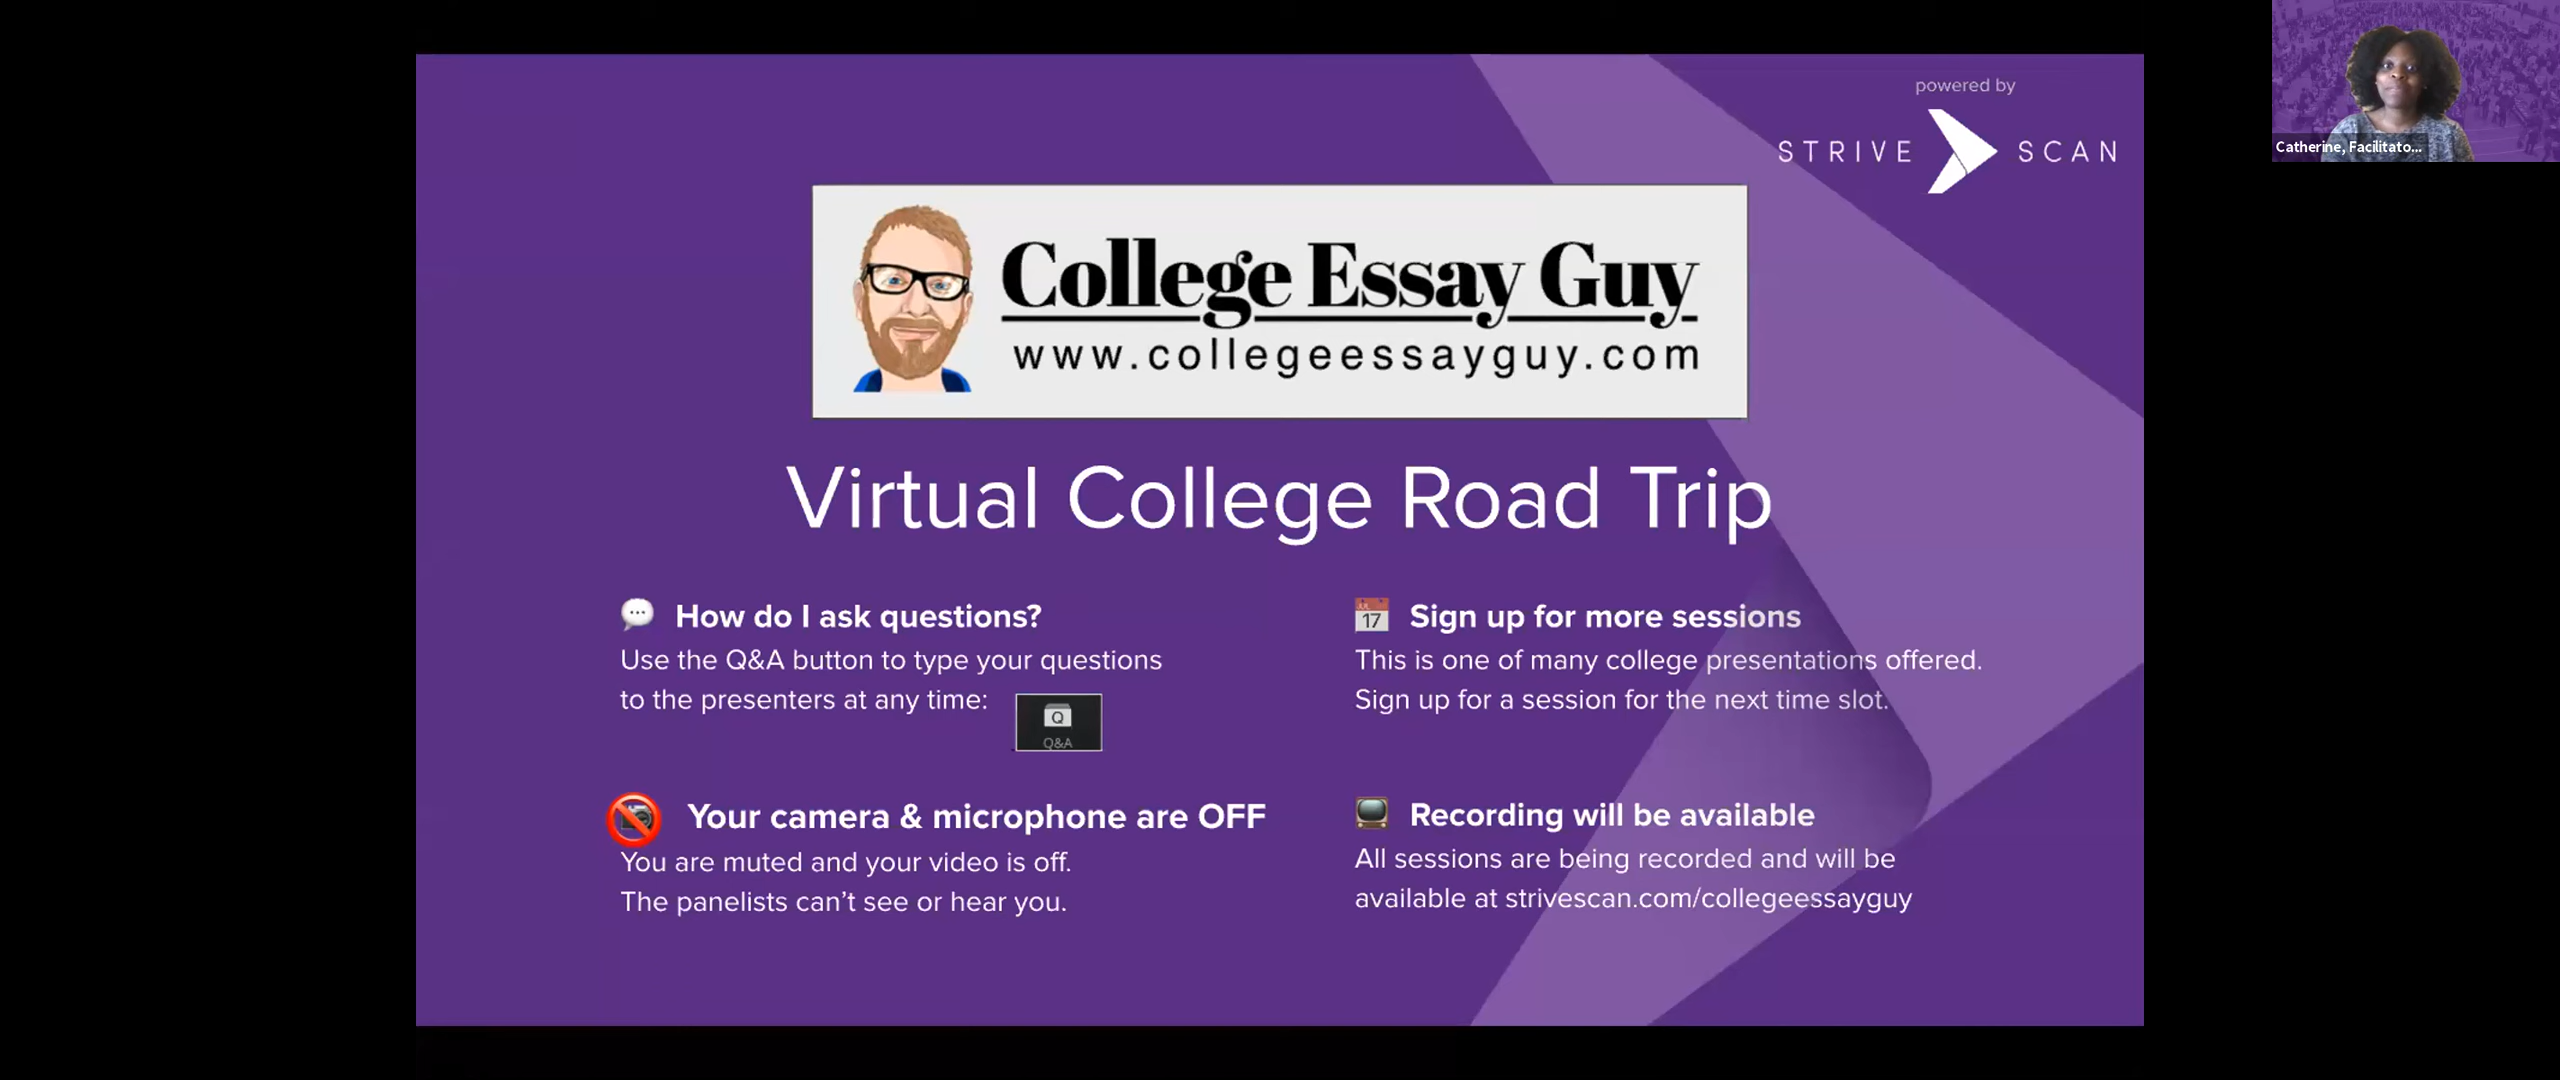 powered by
STRIVE SCAN
Catherine, Facilitato...
College Essay Guy
www.collegeessayguy.com
Virtual College Road Trip
How do I ask questions?
Use the Q&A button to type your questions
to the presenters at any time:
Q
Q&A
JUL
17
Sign up for more sessions
This is one of many college presentations offered.
Sign up for a session for the next time slot.
Your camera & microphone are OFF
You are muted and your video is off.
The panelists can’t see or hear you.
Recording will be available
All sessions are being recorded and will be
available at strivescan.com/collegeessayguy